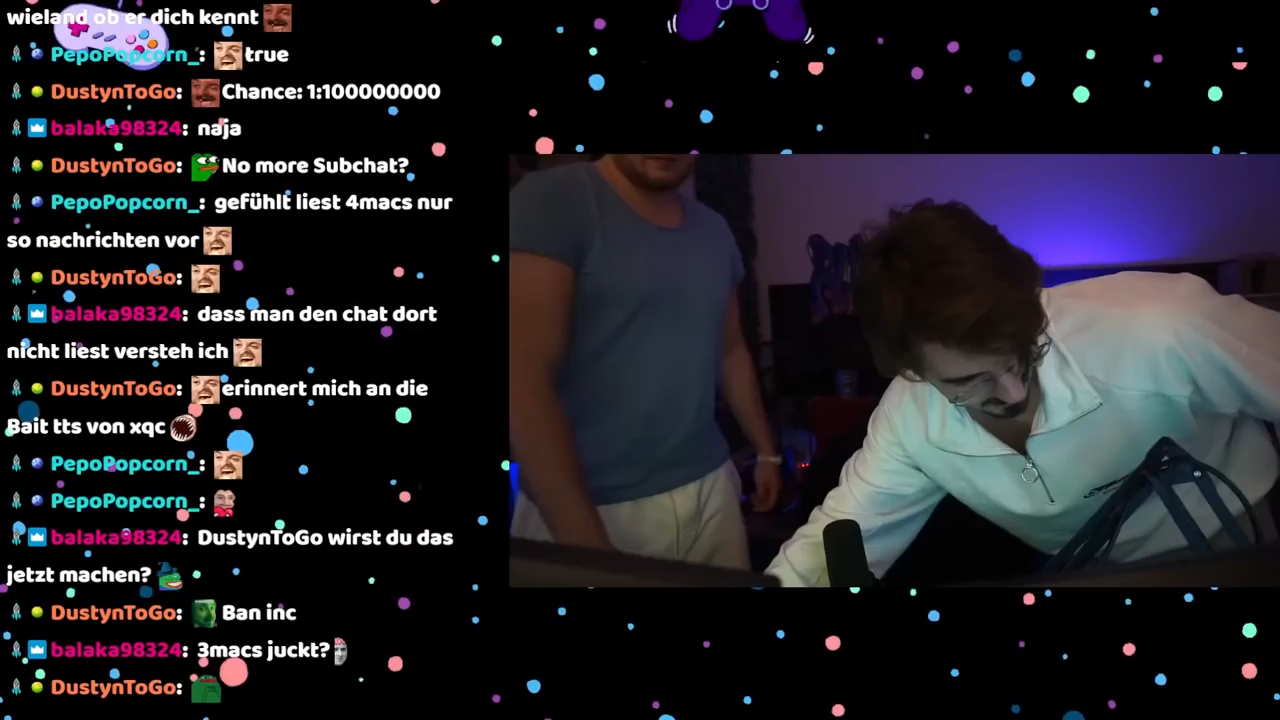 wieland ob er dich kennt
PepoPopcorn_: true
DustynToGo: Chance: 1:100000000
balaka98324: naja
DustynToGo: No more Subchat?
PepoPopcorn_: gefühlt liest 4macs nur
so nachrichten vor
DustynToGo:
balaka98324: dass man den chat dort
nicht liest versteh ich
DustynToGo: erinnert mich an die
Bait tts von xqc
PepoPopcorn_:
PepoPopcorn_:
balaka98324: DustynToGo wirst du das
jetzt machen?
DustynToGo: Ban inc
balaka98324: 3macs juckt?
DustynToGo: